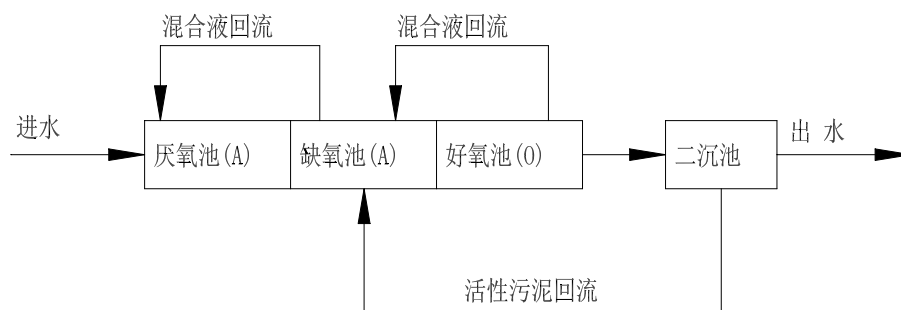 混合液回流
混合液回流
进水
厌氧池(A)
缺氧池(A)
好氧池(O)
二沉池
出 水
活性污泥回流